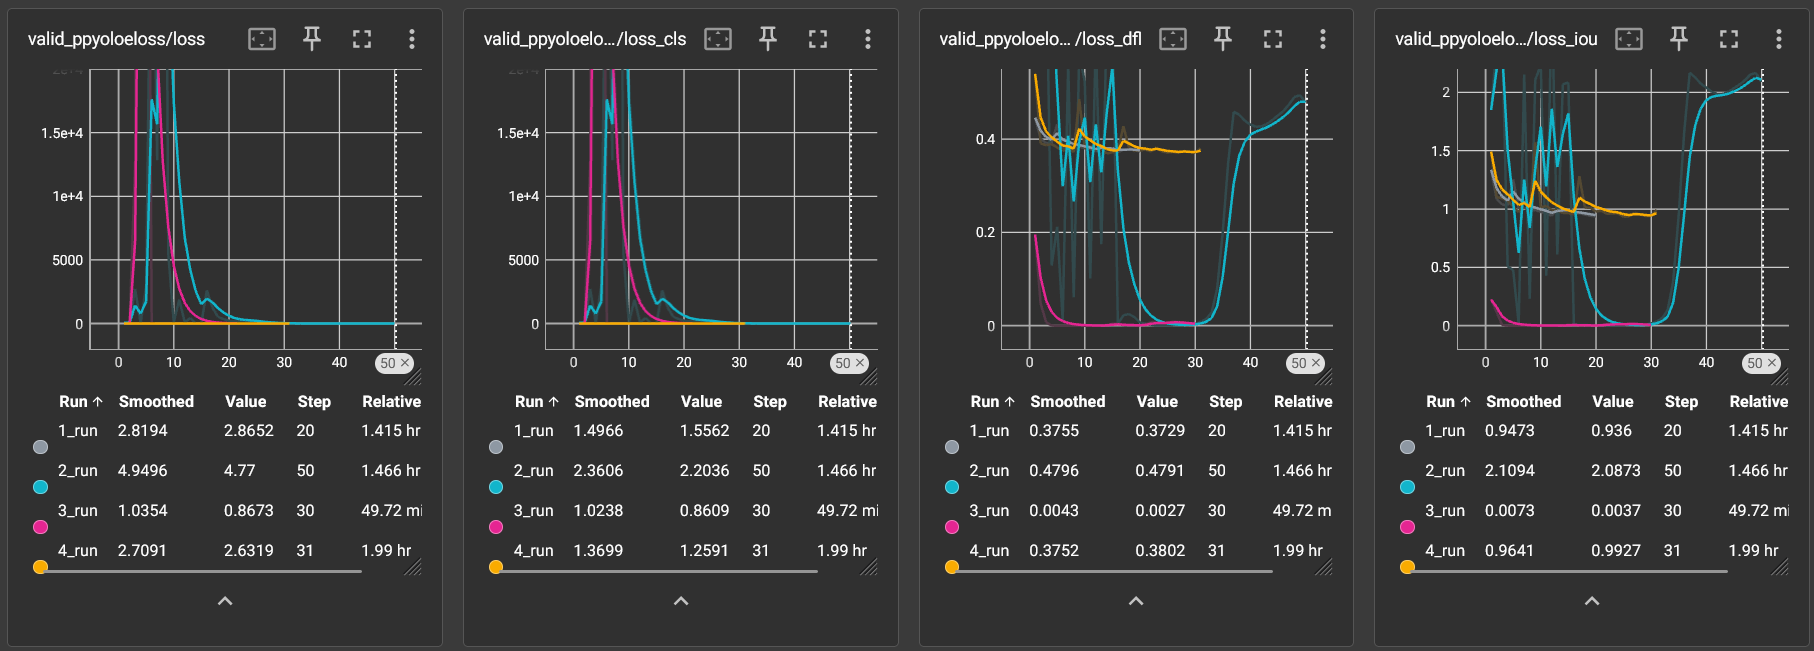 valid_ppyoloeloss/loss
1.5e+4
1e+4
5000
0
0 10 20 30 40 50
Run Smoothed Value Step Relative
1_run 2.8194 2.8652 20 1.415 hr
2_run 4.9496 4.77 50 1.466 hr
3_run 1.0354 0.8673 30 49.72 mi
4_run 2.7091 2.6319 31 1.99 hr
valid_ppyoloelo.../loss_cls
1.5e+4
1e+4
5000
0
0 10 20 30 40 50
Run Smoothed Value Step Relative
1_run 1.4966 1.5562 20 1.415 hr
2_run 2.3606 2.2036 50 1.466 hr
3_run 1.0238 0.8609 30 49.72 mi
4_run 1.3699 1.2591 31 1.99 hr
valid_ppyoloelo... /loss_dfl
0.4
0.2
0
0 10 20 30 40 50
Run Smoothed Value Step Relative
1_run 0.3755 0.3729 20 1.415 hr
2_run 0.4796 0.4791 50 1.466 hr
3_run 0.0043 0.0027 30 49.72 m
4_run 0.3752 0.3802 31 1.99 hr
valid_ppyoloelo.../loss_iou
2
1.5
1
0.5
0
0 10 20 30 40 50
Run Smoothed Value Step Relative
1_run 0.9473 0.936 20 1.415 hr
2_run 2.1094 2.0873 50 1.466 hr
3_run 0.0073 0.0037 30 49.72 mi
4_run 0.9641 0.9927 31 1.99 hr